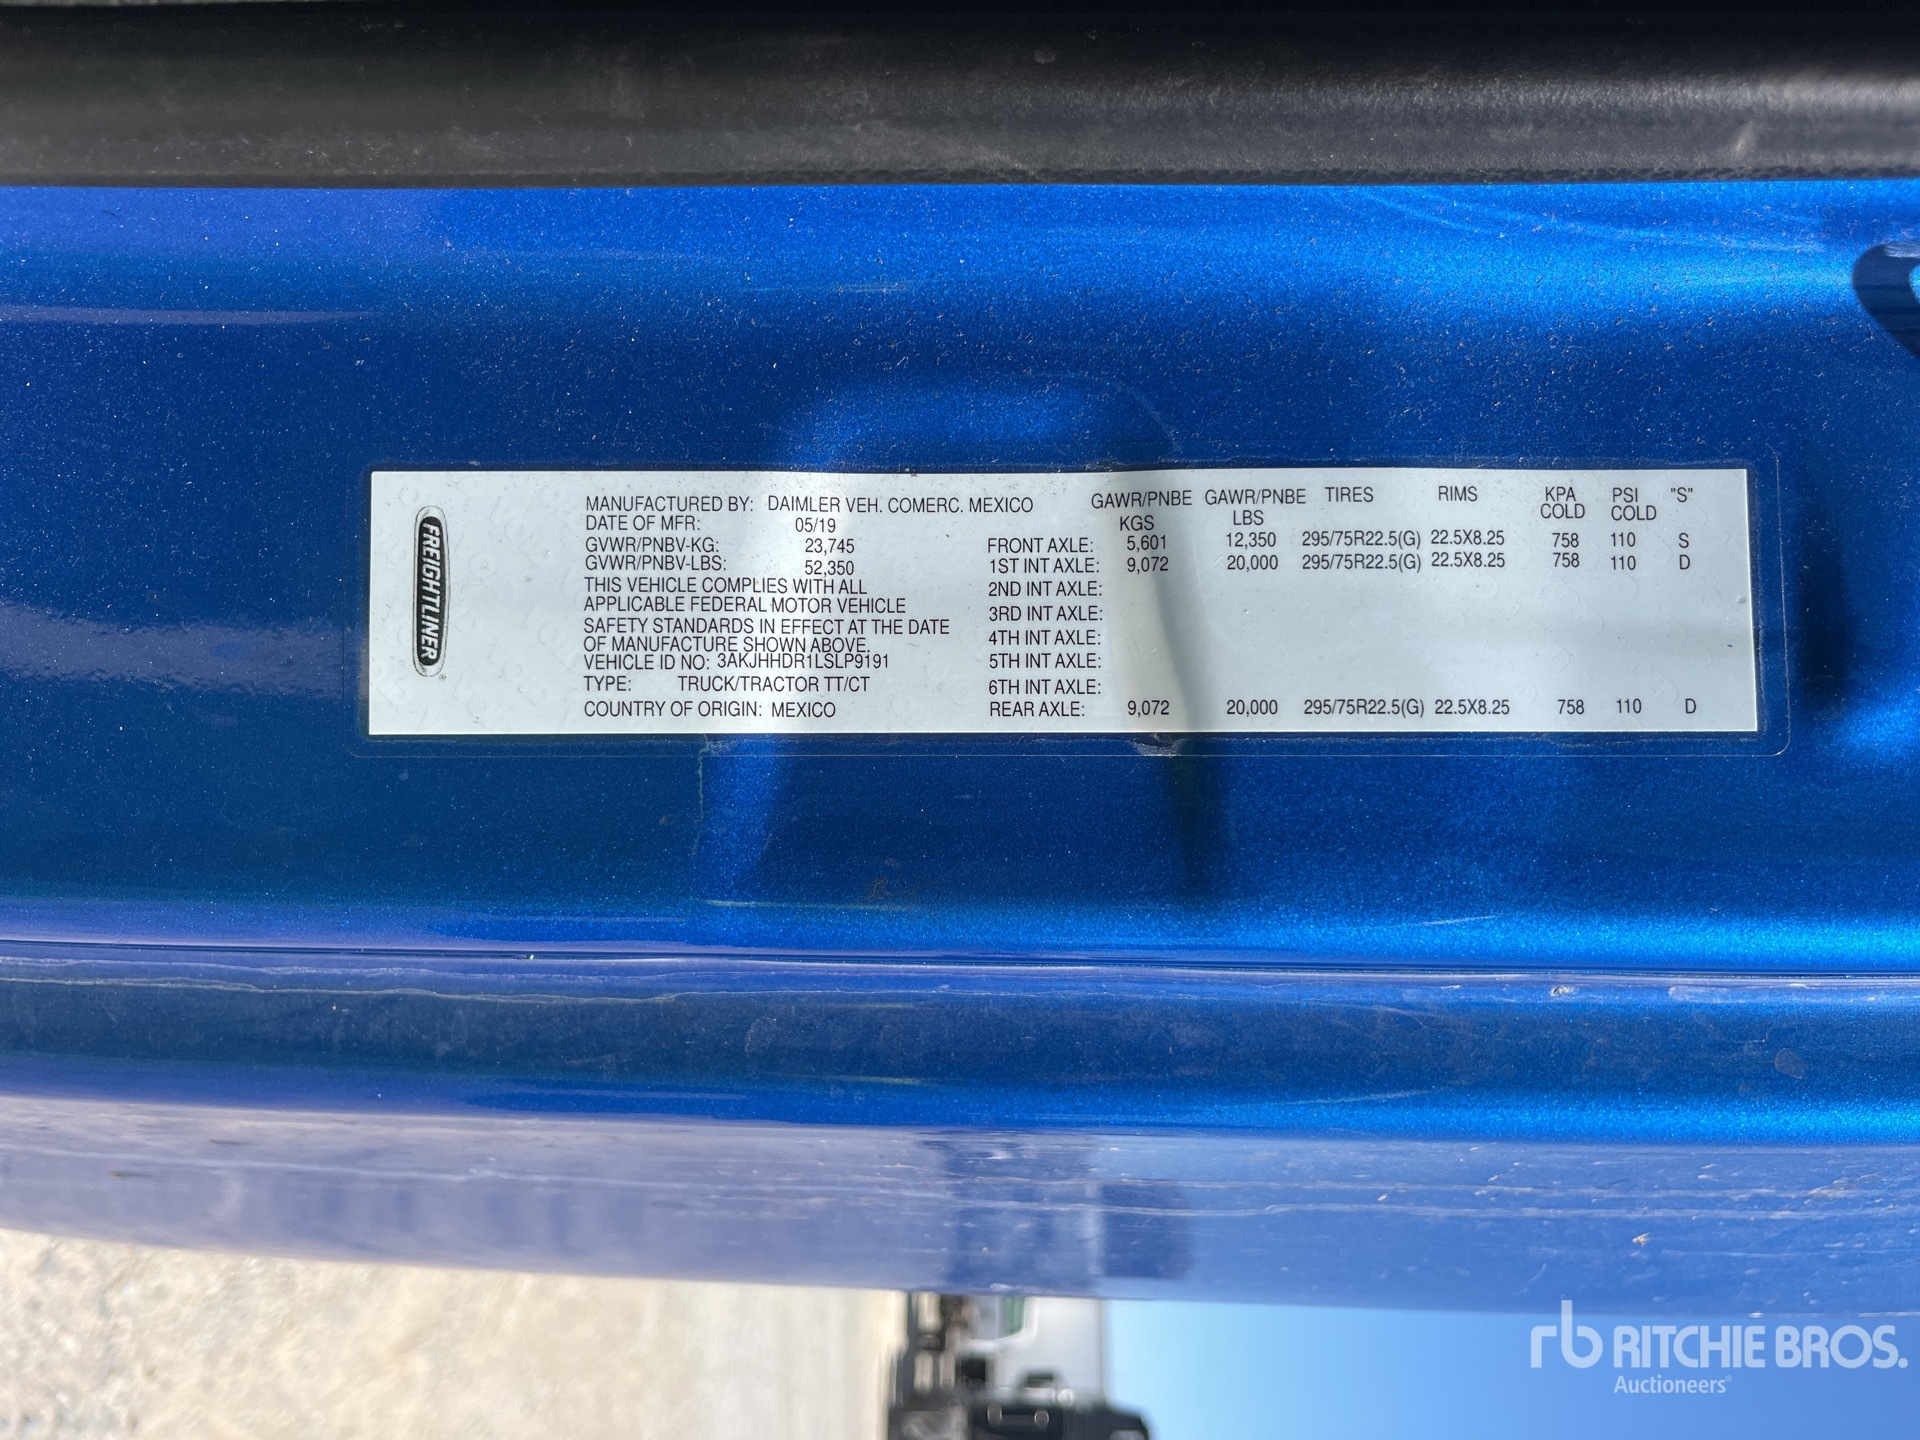 FREIGHTLINER
MANUFACTURED BY: DAIMLER VEH. COMERC. MEXICO
DATE OF MFR: 05/19
GVWR/PNBV-KG: 23,745
GVWR/PNBV-LBS: 52,350
THIS VEHICLE COMPLIES WITH ALL
APPLICABLE FEDERAL MOTOR VEHICLE
SAFETY STANDARDS IN EFFECT AT THE DATE
OF MANUFACTURE SHOWN ABOVE.
VEHICLE ID NO: 3AKJHHDR1LSLP9191
TYPE: TRUCK/TRACTOR TT/CT
COUNTRY OF ORIGIN: MEXICO
GAWR/PNBE GAWR/PNBE TIRES RIMS KPA PSI "S"
KGS LBS COLD COLD
FRONT AXLE: 5,601 12,350 295/75R22.5(G) 22.5X8.25 758 110 S
1ST INT AXLE: 9,072 20,000 295/75R22.5(G) 22.5X8.25 758 110 D
2ND INT AXLE:
3RD INT AXLE:
4TH INT AXLE:
5TH INT AXLE:
6TH INT AXLE:
REAR AXLE: 9,072 20,000 295/75R22.5(G) 22.5X8.25 758 110 D
rb RITCHIE BROS.
Auctioneers